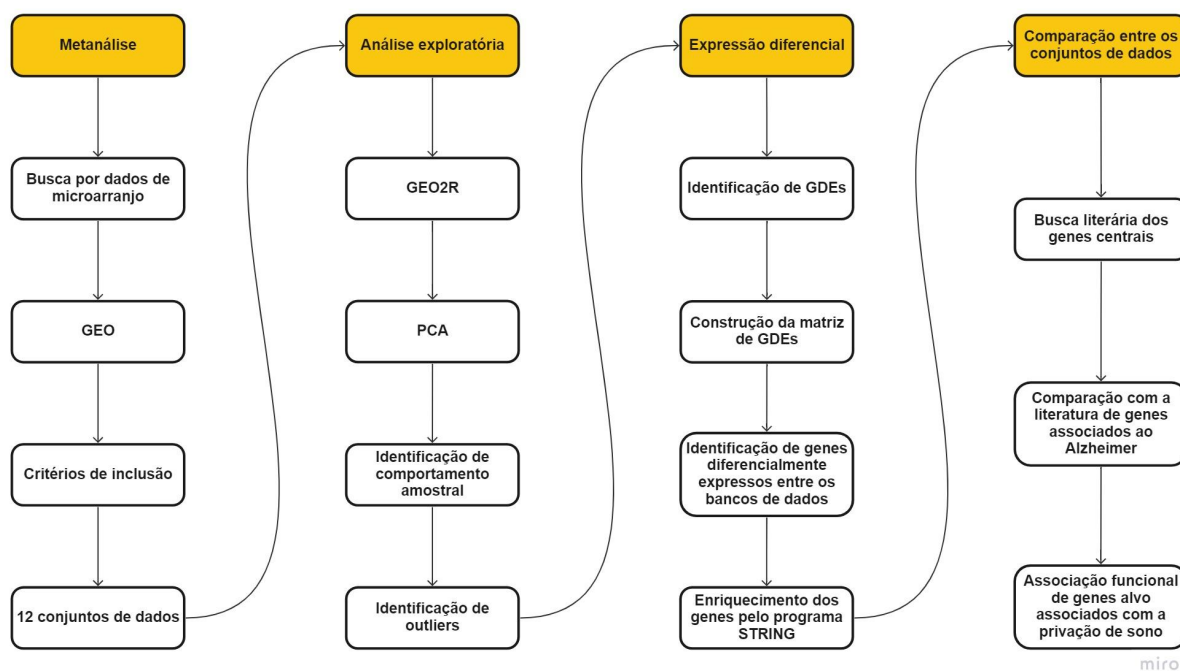 Metanálise
Busca por dados de
microarranjo
GEO
Critérios de inclusão
12 conjuntos de dados
Análise exploratória
GEO2R
PCA
Identificação de
comportamento
amostral
Identificação de
outliers
Expressão diferencial
Identificação de GDEs
Construção da matriz
de GDEs
Identificação de genes
diferencialmente
expressos entre os
bancos de dados
Enriquecimento dos
genes pelo programa
STRING
Comparação entre os
conjuntos de dados
Busca literária dos
genes centrais
Comparação com a
literatura de genes
associados ao
Alzheimer
Associação funcional
de genes alvo
associados com a
privação de sono
miro